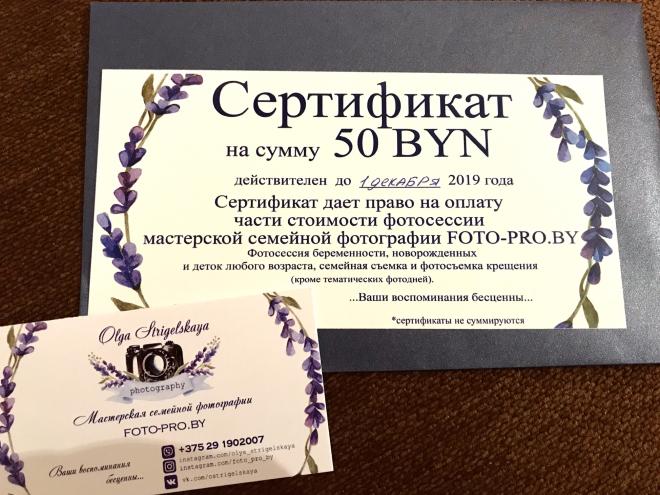 Сертификат
на сумму 50 BYN
действителен до 1 декабря 2019 года
Сертификат дает право на оплату
части стоимости фотосессии
мастерской семейной фотографии FOTO-PRO.BY
Фотосессия беременности, новорожденных
и деток любого возраста, семейная съемка и фотосъемка крещения
(кроме тематических фотодней).
...Ваши воспоминания бесценны...
*сертификаты не суммируются
Olga Strigelskaya
photography
Мастерская семейной фотографии
FOTO-PRO.BY
+375 29 1902007
instagram.com/olya_strigelskaya
instagram.com/foto_pro_by
vk.com/ostrigelskaya
Ваши воспоминания
бесценны...